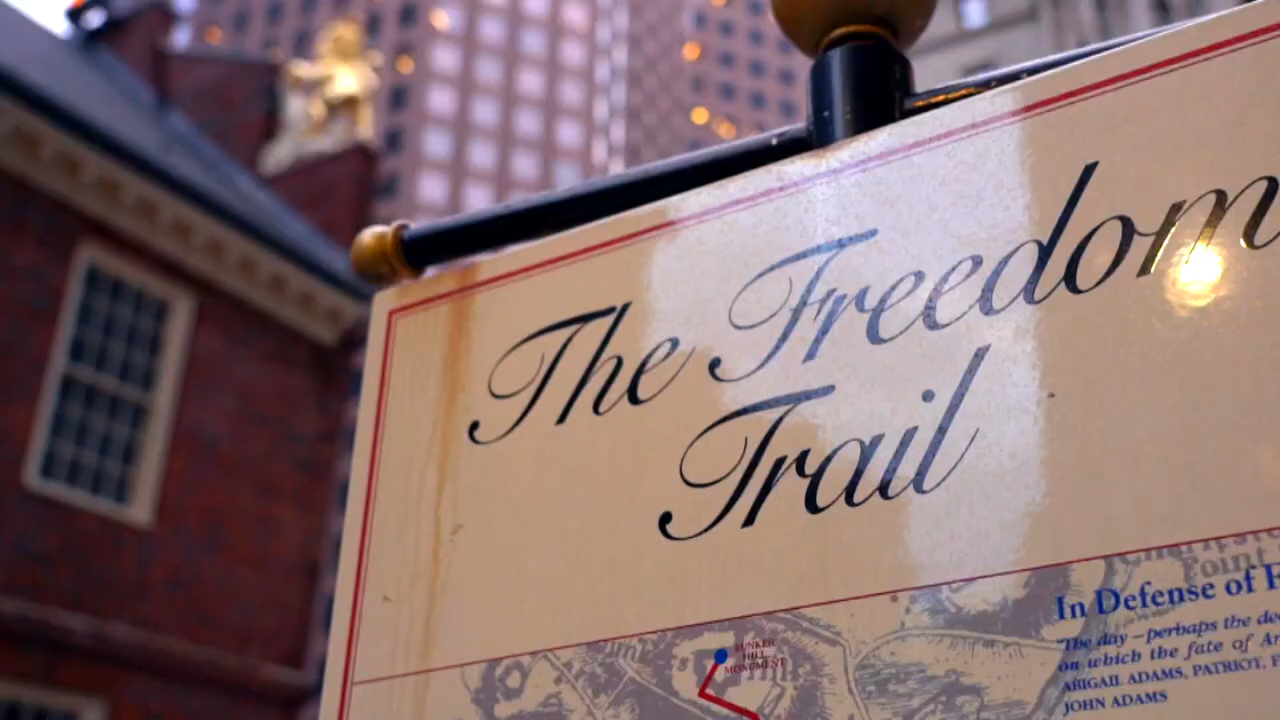 The Freedom
Trail
Point
In Defense of
BUNKER
HILL
MONUMENT
The day – perhaps the
on which the fate of
ABIGAIL ADAMS, PATRIOT,
JOHN ADAMS